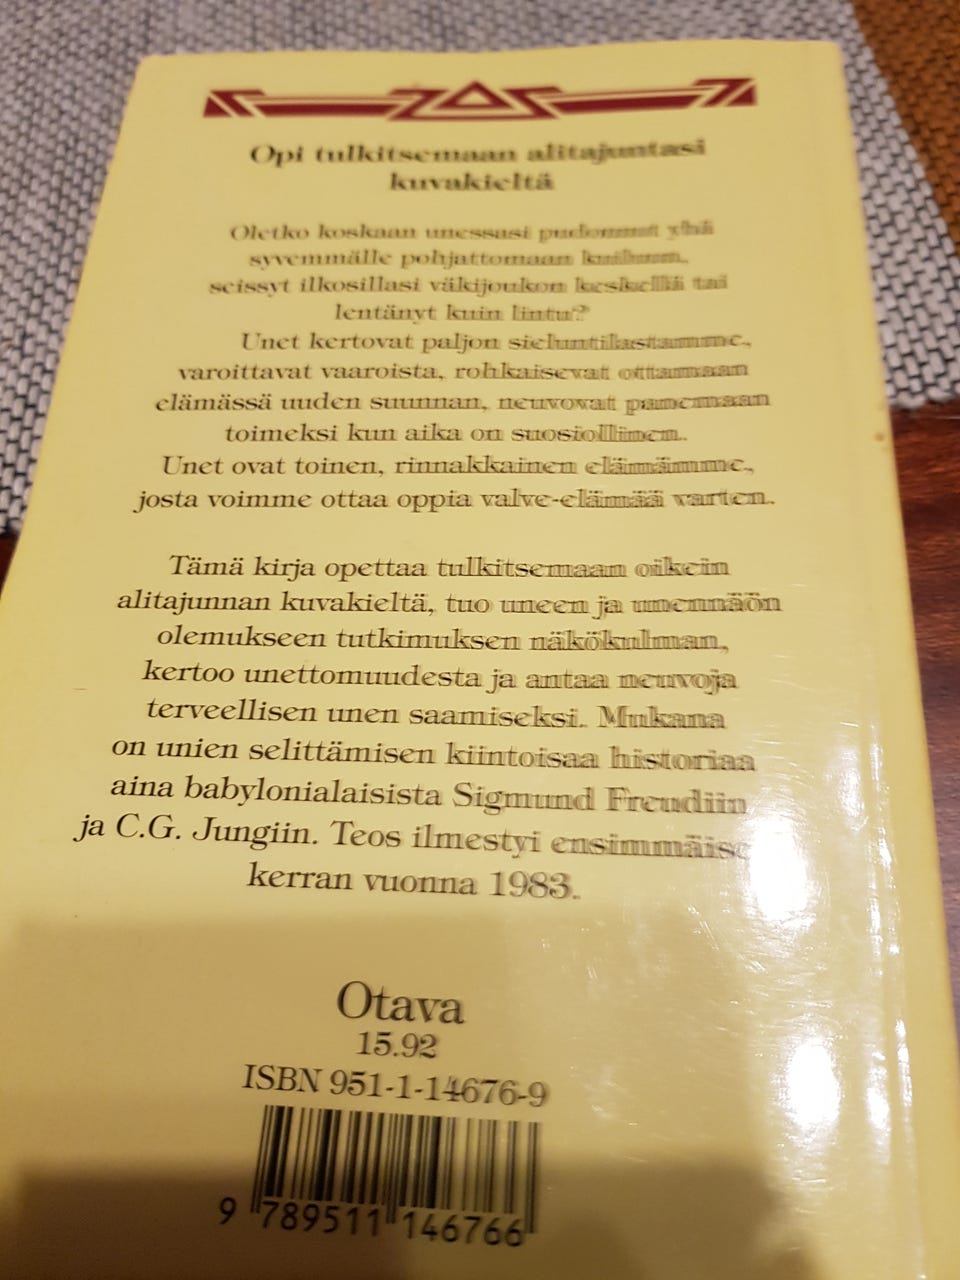 Opi tulkitsemaan alitajuntasi
kuvakieltä
Oletko koskaan unessasi pudonnut yhä
syvemmälle pohjattomaan kuiluun,
seissyt ilkosillasi väkijoukon keskellä tai
lentänyt kuin lintu?
Unet kertovat paljon sieluntilastamme,
varoittavat vaaroista, rohkaisevat ottamaan
elämässä uuden suunnan, neuvovat panemaan
toimeksi kun aika on suosiollinen.
Unet ovat toinen, rinnakkainen elämämme,
josta voimme ottaa oppia valve-elämää varten.
Tämä kirja opettaa tulkitsemaan oikein
alitajunnan kuvakieltä, tuo uneen ja unennäön
olemukseen tutkimuksen näkökulman,
kertoo unettomuudesta ja antaa neuvoja
terveellisen unen saamiseksi. Mukana
on unien selittämisen kiintoisaa historiaa
aina babylonialaisista Sigmund Freudiin
ja C.G. Jungiin. Teos ilmestyi ensimmäise
kerran vuonna 1983.
Otava
15.92
ISBN 951-1-14676-9
9 789511 146766